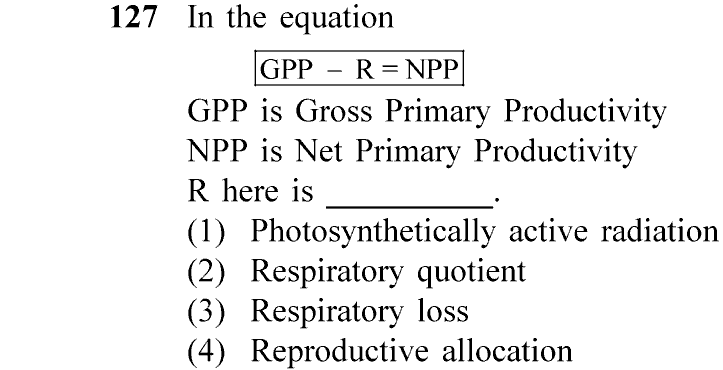 127 In the equation
GPP – R = NPP
GPP is Gross Primary Productivity
NPP is Net Primary Productivity
R here is __________.
(1) Photosynthetically active radiation
(2) Respiratory quotient
(3) Respiratory loss
(4) Reproductive allocation